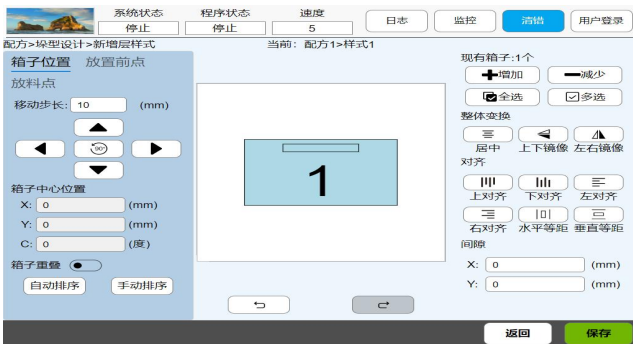 系统状态 程序状态 速度
停止 停止 5 日志 监控 清错 用户登录
配方>垛型设计>新增层样式 当前: 配方1>样式1
箱子位置 放置前点
放料点
移动步长: 10 (mm)
90°
箱子中心位置
X: 0 (mm)
Y: 0 (mm)
C: 0 (度)
箱子重叠
自动排序 手动排序
1
现有箱子:1个
增加 减少
全选 多选
整体变换
居中 上下镜像 左右镜像
对齐
上对齐 下对齐 左对齐
右对齐 水平等距 垂直等距
间隙
X: 0 (mm)
Y: 0 (mm)
返回 保存